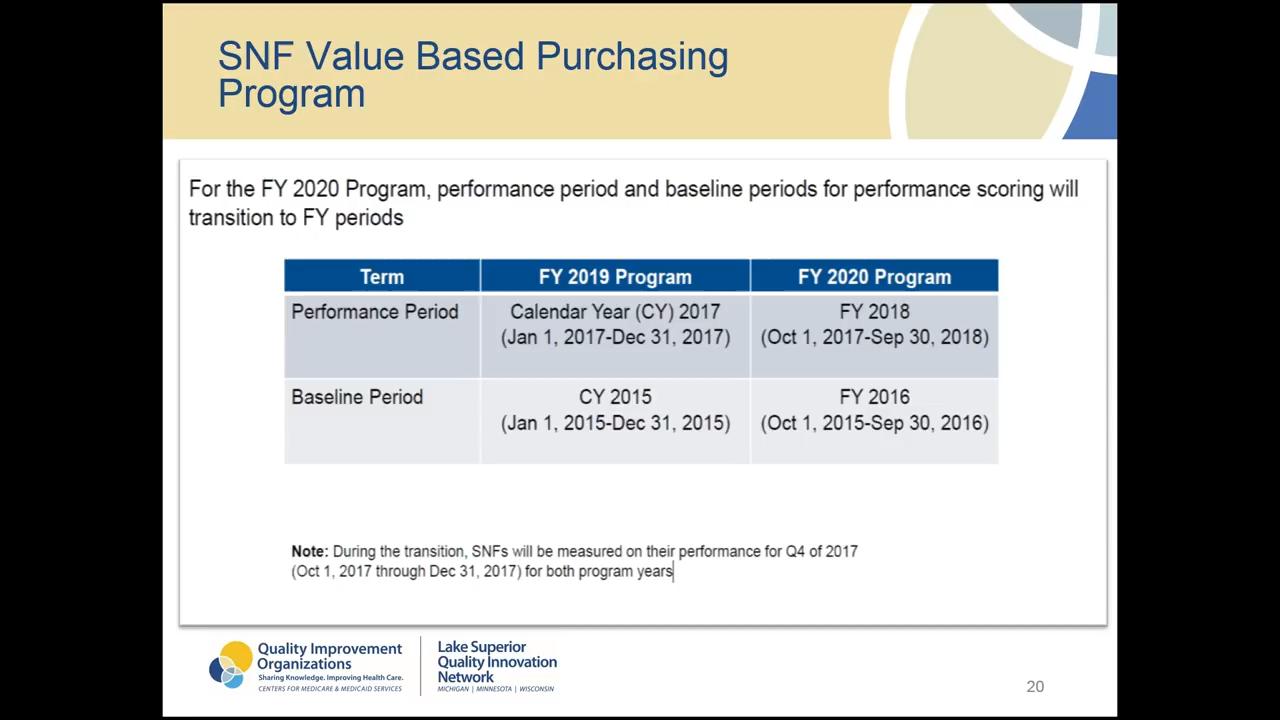 SNF Value Based Purchasing
Program
For the FY 2020 Program, performance period and baseline periods for performance scoring will
transition to FY periods
Term FY 2019 Program FY 2020 Program
Performance Period Calendar Year (CY) 2017 FY 2018
(Jan 1, 2017-Dec 31, 2017) (Oct 1, 2017-Sep 30, 2018)
Baseline Period CY 2015 FY 2016
(Jan 1, 2015-Dec 31, 2015) (Oct 1, 2015-Sep 30, 2016)
Note: During the transition, SNFs will be measured on their performance for Q4 of 2017
(Oct 1, 2017 through Dec 31, 2017) for both program years
Quality Improvement
Organizations
Sharing Knowledge. Improving Health Care.
CENTERS FOR MEDICARE & MEDICAID SERVICES
Lake Superior
Quality Innovation
Network
MICHIGAN | MINNESOTA | WISCONSIN
20